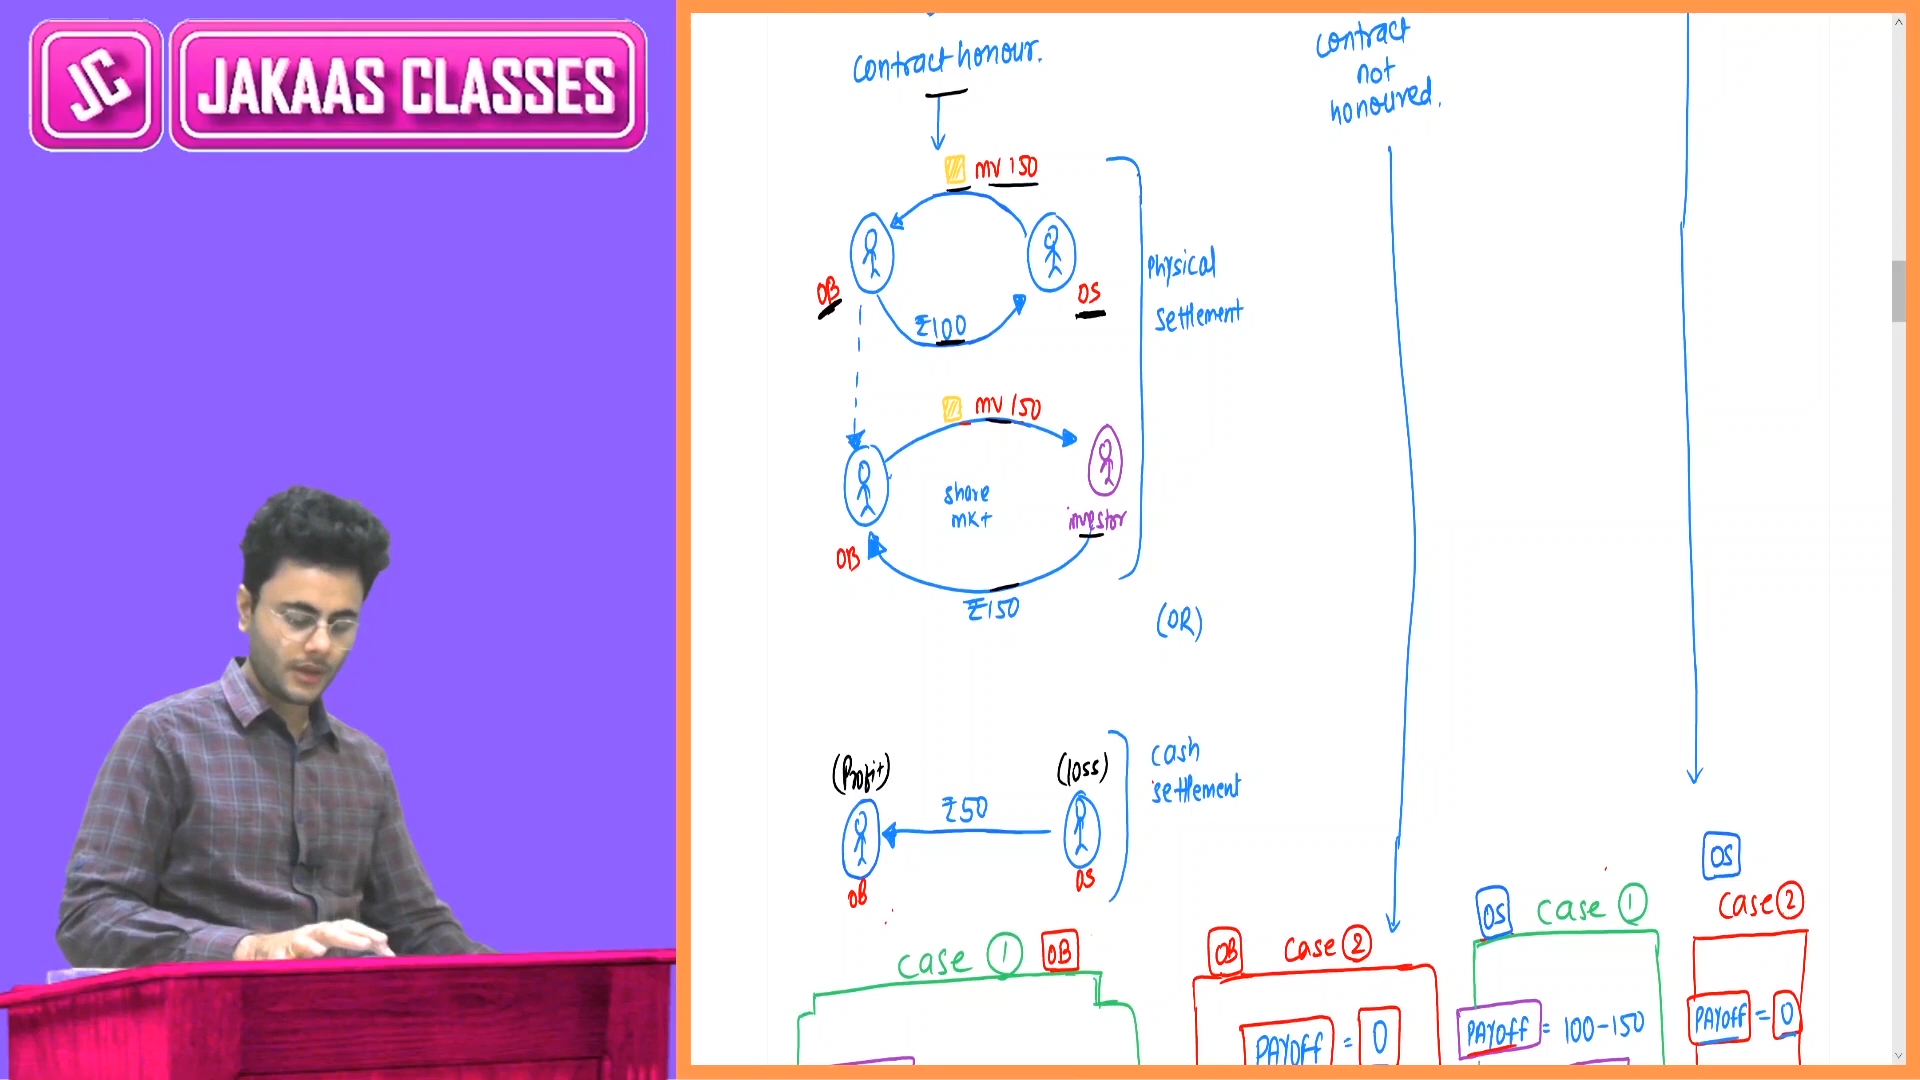 JC
JAKAAS CLASSES
contract honour.
contract
not
honoured.
MV 150
OB
OS
₹100
Physical
settlement
MV 150
share
mkt
investor
OB
₹150
(OR)
(Profit)
(loss)
cash
settlement
₹50
OB
OS
case ① OB
OB case ②
OS case ①
OS
case ②
PAYOFF = 0
PAYOFF = 100-150
PAYOFF = 0